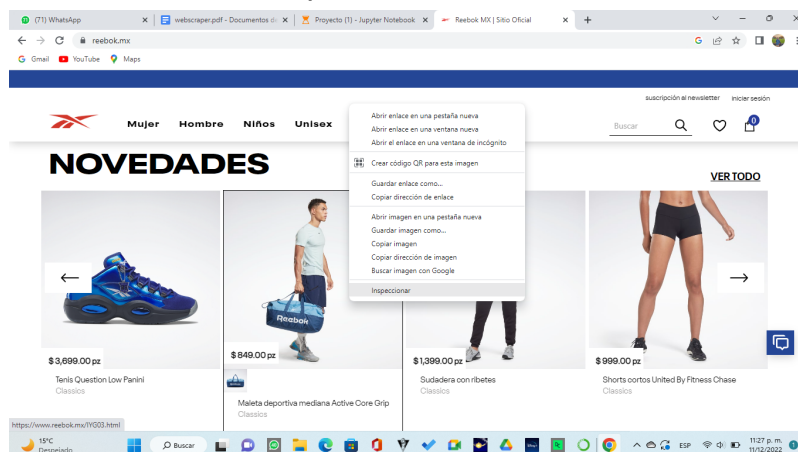 (71) WhatsApp
webscraper.pdf - Documentos de
Proyecto (1) - Jupyter Notebook
Reebok MX | Sitio Oficial
reebok.mx
Gmail YouTube Maps
suscripción al newsletter Iniciar sesión
Mujer Hombre Niños Unisex
Buscar
0
NOVEDADES
VER TODO
Abrir enlace en una pestaña nueva
Abrir enlace en una ventana nueva
Abrir el enlace en una ventana de incógnito
Crear código QR para esta imagen
Guardar enlace como...
Copiar dirección de enlace
Abrir imagen en una pestaña nueva
Guardar imagen como...
Copiar imagen
Copiar dirección de imagen
Buscar imagen con Google
Inspeccionar
Reebok
$3,699.00 pz
Tenis Question Low Panini
Classics
$849.00 pz
Maleta deportiva mediana Active Core Grip
Classics
$1,399.00 pz
Sudadera con ribetes
Classics
$999.00 pz
Shorts cortos United By Fitness Chase
Classics
https://www.reebok.mx/IYG03.html
15°C
Despejado
Buscar
ESP
11:27 p. m.
11/12/2022